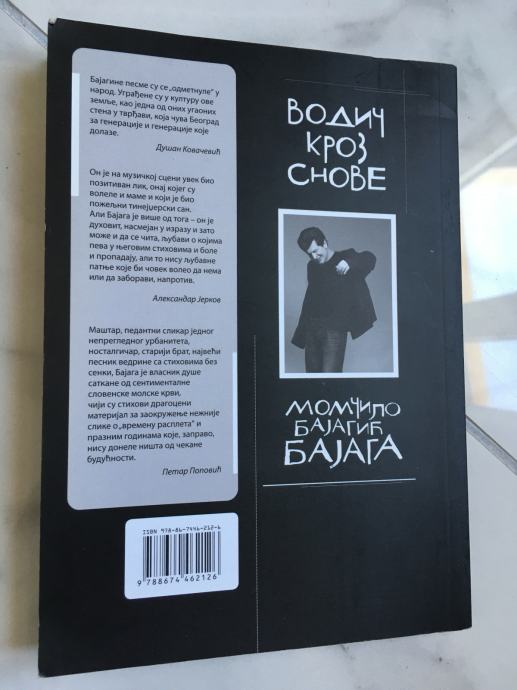 Бајагине песме су се „одметнуле" у
народ. Уграђене су у културу ове
земље, као једна од оних угаоних
стена у тврђави, која чува Београд
за генерације и генерације које
долазе.
Душан Ковачевић
Он је на музичкој сцени увек био
позитиван лик, онај којег су
волеле и маме и који је био
пожељни тинејџерски сан.
Али Бајага је више од тога – он је
духовит, насмејан у изразу и зато
може и да се чита, љубави о којима
пева у његовим стиховима и боле
и пропадају, али то нису љубавне
патње које би човек волео да нема
или да заборави, напротив.
Александар Јерков
Маштар, педантни сликар једног
непрегледног урбанитета,
носталгичар, старији брат, највећи
песник ведрине са стиховима без
сенки, Бајага је власник душе
саткане од сентименталне
словенске молске крви,
чији су стихови драгоцени
материјал за заокружење нежније
слике о „времену расплета" и
празним годинама које, заправо,
нису донеле ништа од чекане
будућности.
Петар Поповић
ISBN 978-86-7446-212-6
9 788674 462126
ВОДИЧ
КРОЗ
СНОВЕ
МОМЧИЛО
БАЈАГИЋ
БАЈАГА